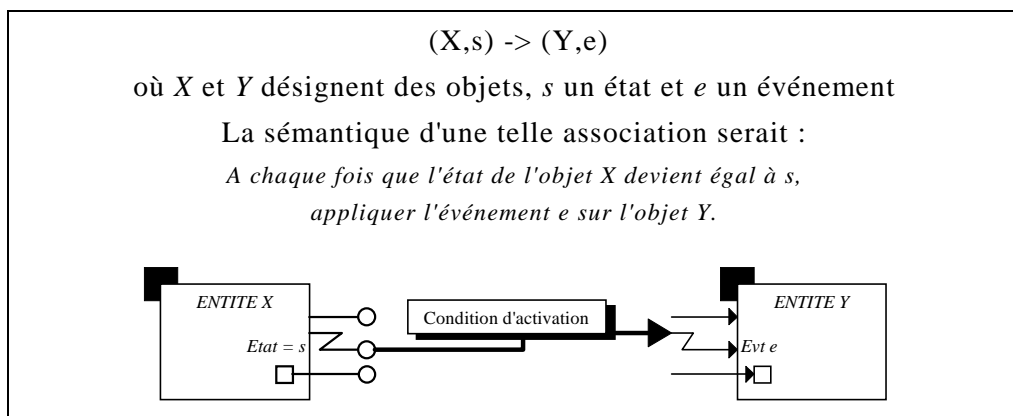 (X,s) -> (Y,e)
où X et Y désignent des objets, s un état et e un événement
La sémantique d'une telle association serait :
A chaque fois que l'état de l'objet X devient égal à s,
appliquer l'événement e sur l'objet Y.
ENTITE X
ENTITE Y
Condition d'activation
Etat = s
Evt e